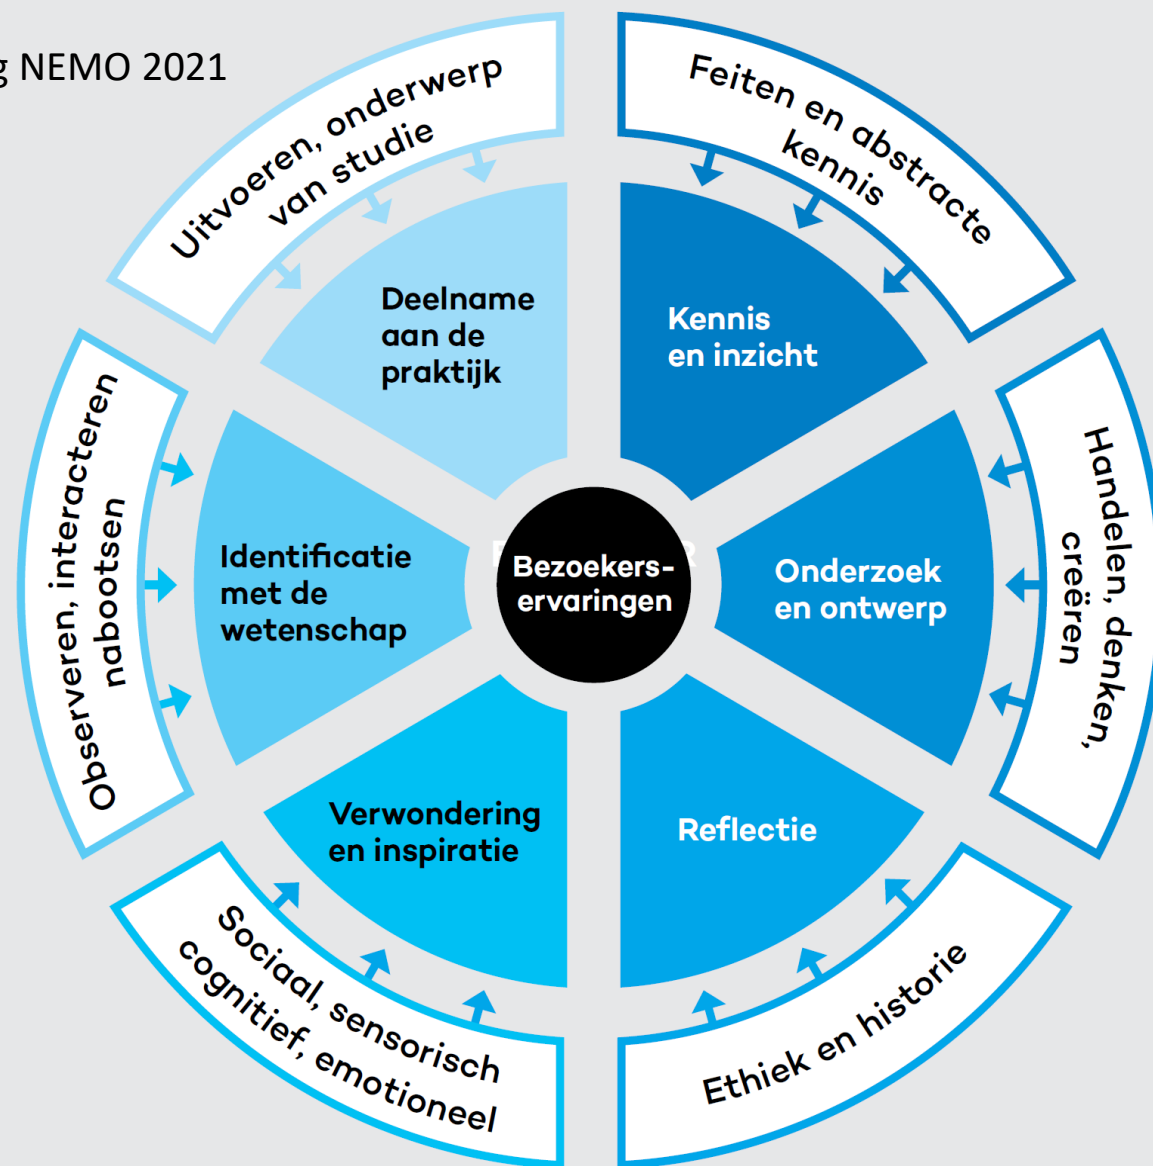 g NEMO 2021
Uitvoeren, onderwerp
van studie
Feiten en abstracte
kennis
Deelname
aan de
praktijk
Kennis
en inzicht
Observeren, interacteren
nabootsen
Identificatie
met de
wetenschap
Bezoekers-
ervaringen
Onderzoek
en ontwerp
Handelen, denken,
creëren
Verwondering
en inspiratie
Reflectie
Sociaal, sensorisch
cognitief, emotioneel
Ethiek en historie